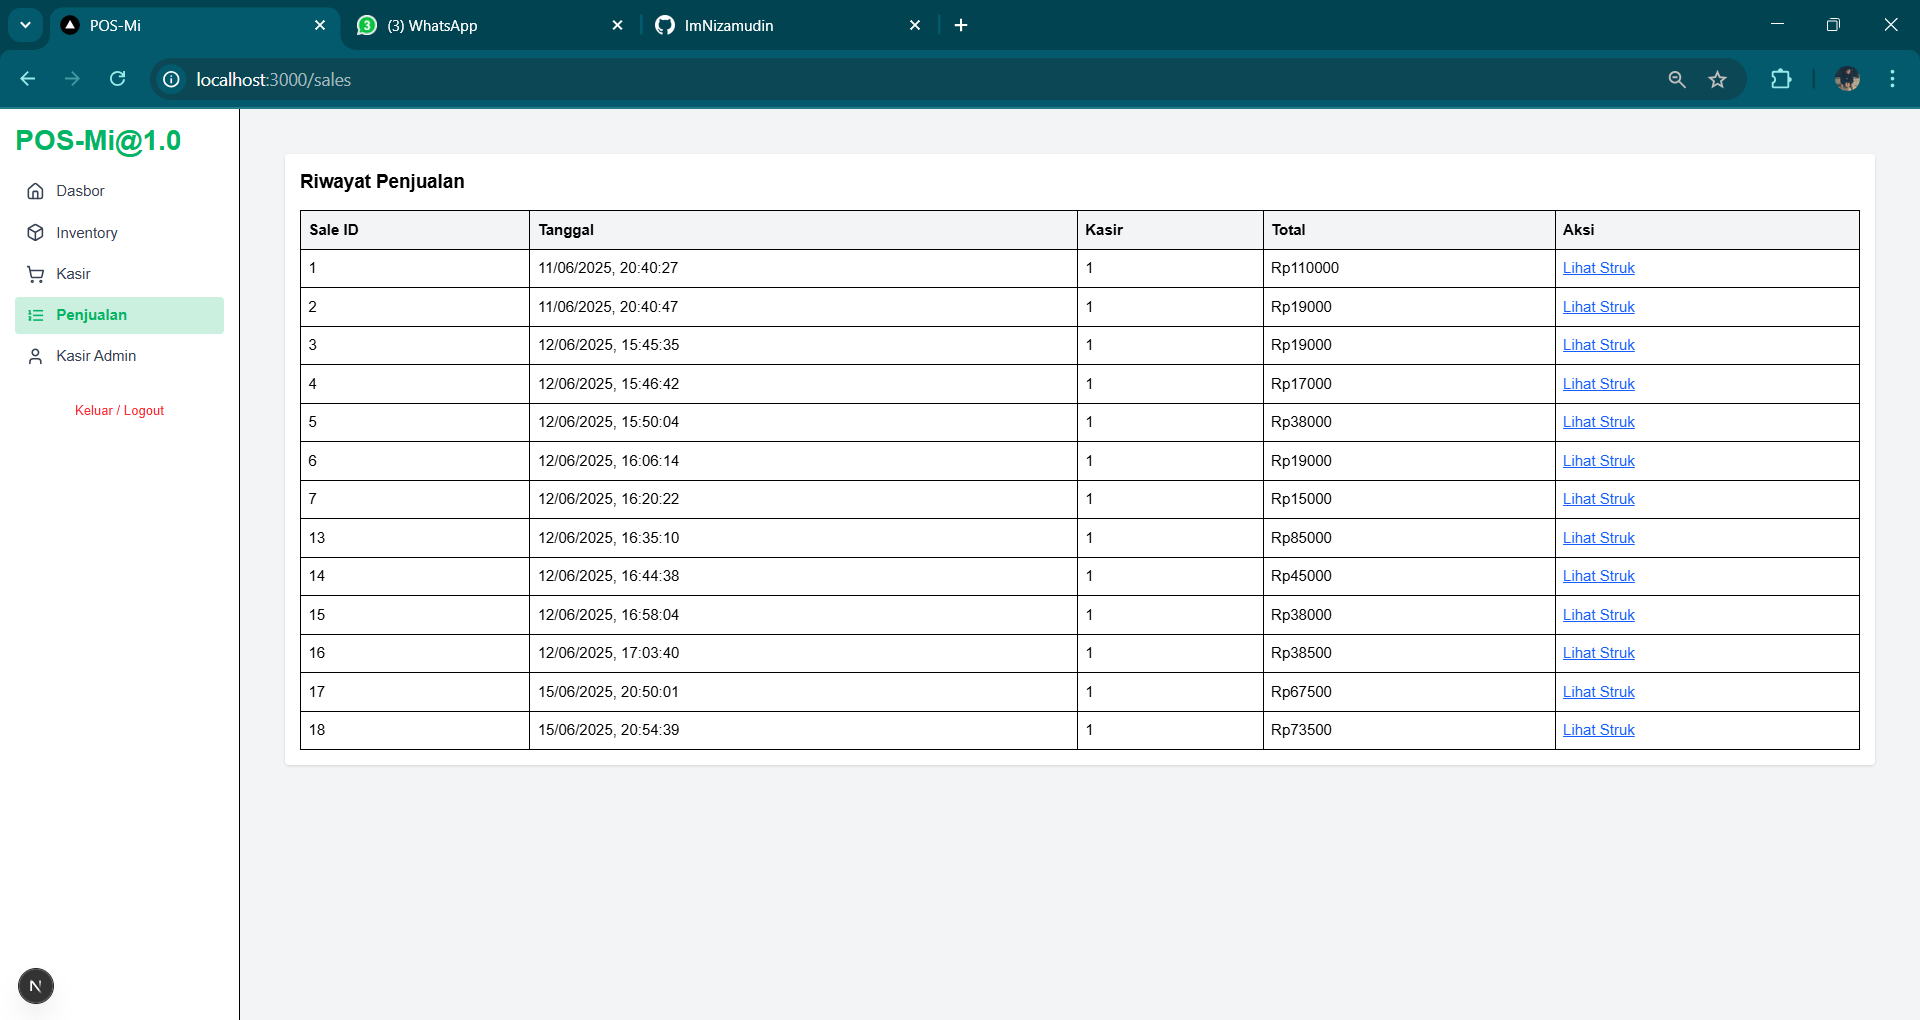 POS-Mi
3
(3) WhatsApp
ImNizamudin
localhost:3000/sales
POS-Mi@1.0
Dasbor
Inventory
Kasir
Penjualan
Kasir Admin
Keluar / Logout
N
Riwayat Penjualan
Sale ID Tanggal Kasir Total Aksi
1 11/06/2025, 20:40:27 1 Rp110000 Lihat Struk
2 11/06/2025, 20:40:47 1 Rp19000 Lihat Struk
3 12/06/2025, 15:45:35 1 Rp19000 Lihat Struk
4 12/06/2025, 15:46:42 1 Rp17000 Lihat Struk
5 12/06/2025, 15:50:04 1 Rp38000 Lihat Struk
6 12/06/2025, 16:06:14 1 Rp19000 Lihat Struk
7 12/06/2025, 16:20:22 1 Rp15000 Lihat Struk
13 12/06/2025, 16:35:10 1 Rp85000 Lihat Struk
14 12/06/2025, 16:44:38 1 Rp45000 Lihat Struk
15 12/06/2025, 16:58:04 1 Rp38000 Lihat Struk
16 12/06/2025, 17:03:40 1 Rp38500 Lihat Struk
17 15/06/2025, 20:50:01 1 Rp67500 Lihat Struk
18 15/06/2025, 20:54:39 1 Rp73500 Lihat Struk